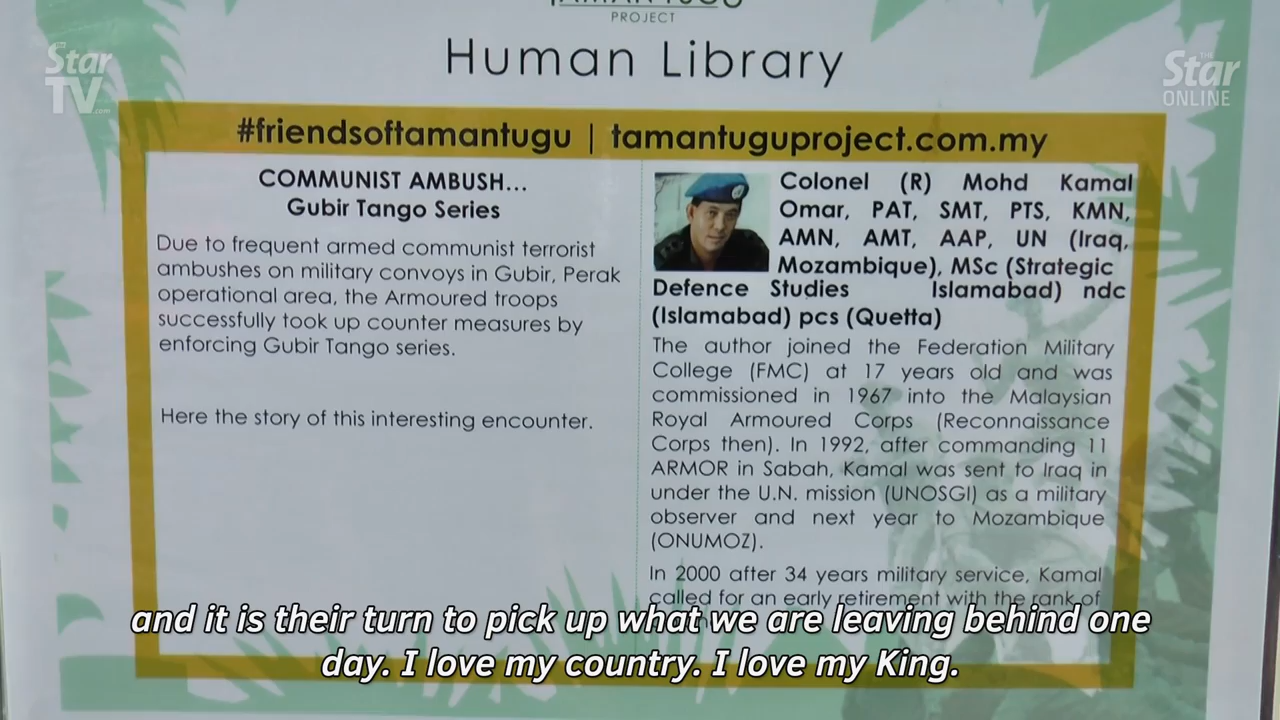 TAMAN TUGU
PROJECT
Human Library
THE
Star
TV
.com
THE
Star
ONLINE
#friendsoftamantugu | tamantuguproject.com.my
COMMUNIST AMBUSH...
Gubir Tango Series
Due to frequent armed communist terrorist
ambushes on military convoys in Gubir, Perak
operational area, the Armoured troops
successfully took up counter measures by
enforcing Gubir Tango series.
Here the story of this interesting encounter.
Colonel (R) Mohd Kamal
Omar, PAT, SMT, PTS, KMN,
AMN, AMT, AAP, UN (Iraq,
Mozambique), MSc (Strategic
Defence Studies Islamabad) ndc
(Islamabad) pcs (Quetta)
The author joined the Federation Military
College (FMC) at 17 years old and was
commissioned in 1967 into the Malaysian
Royal Armoured Corps (Reconnaissance
Corps then). In 1992, after commanding 11
ARMOR in Sabah, Kamal was sent to Iraq in
under the U.N. mission (UNOSGI) as a military
observer and next year to Mozambique
(ONUMOZ).
In 2000 after 34 years military service, Kamal
called for an early retirement with the rank of
and it is their turn to pick up what we are leaving behind one
day. I love my country. I love my King.